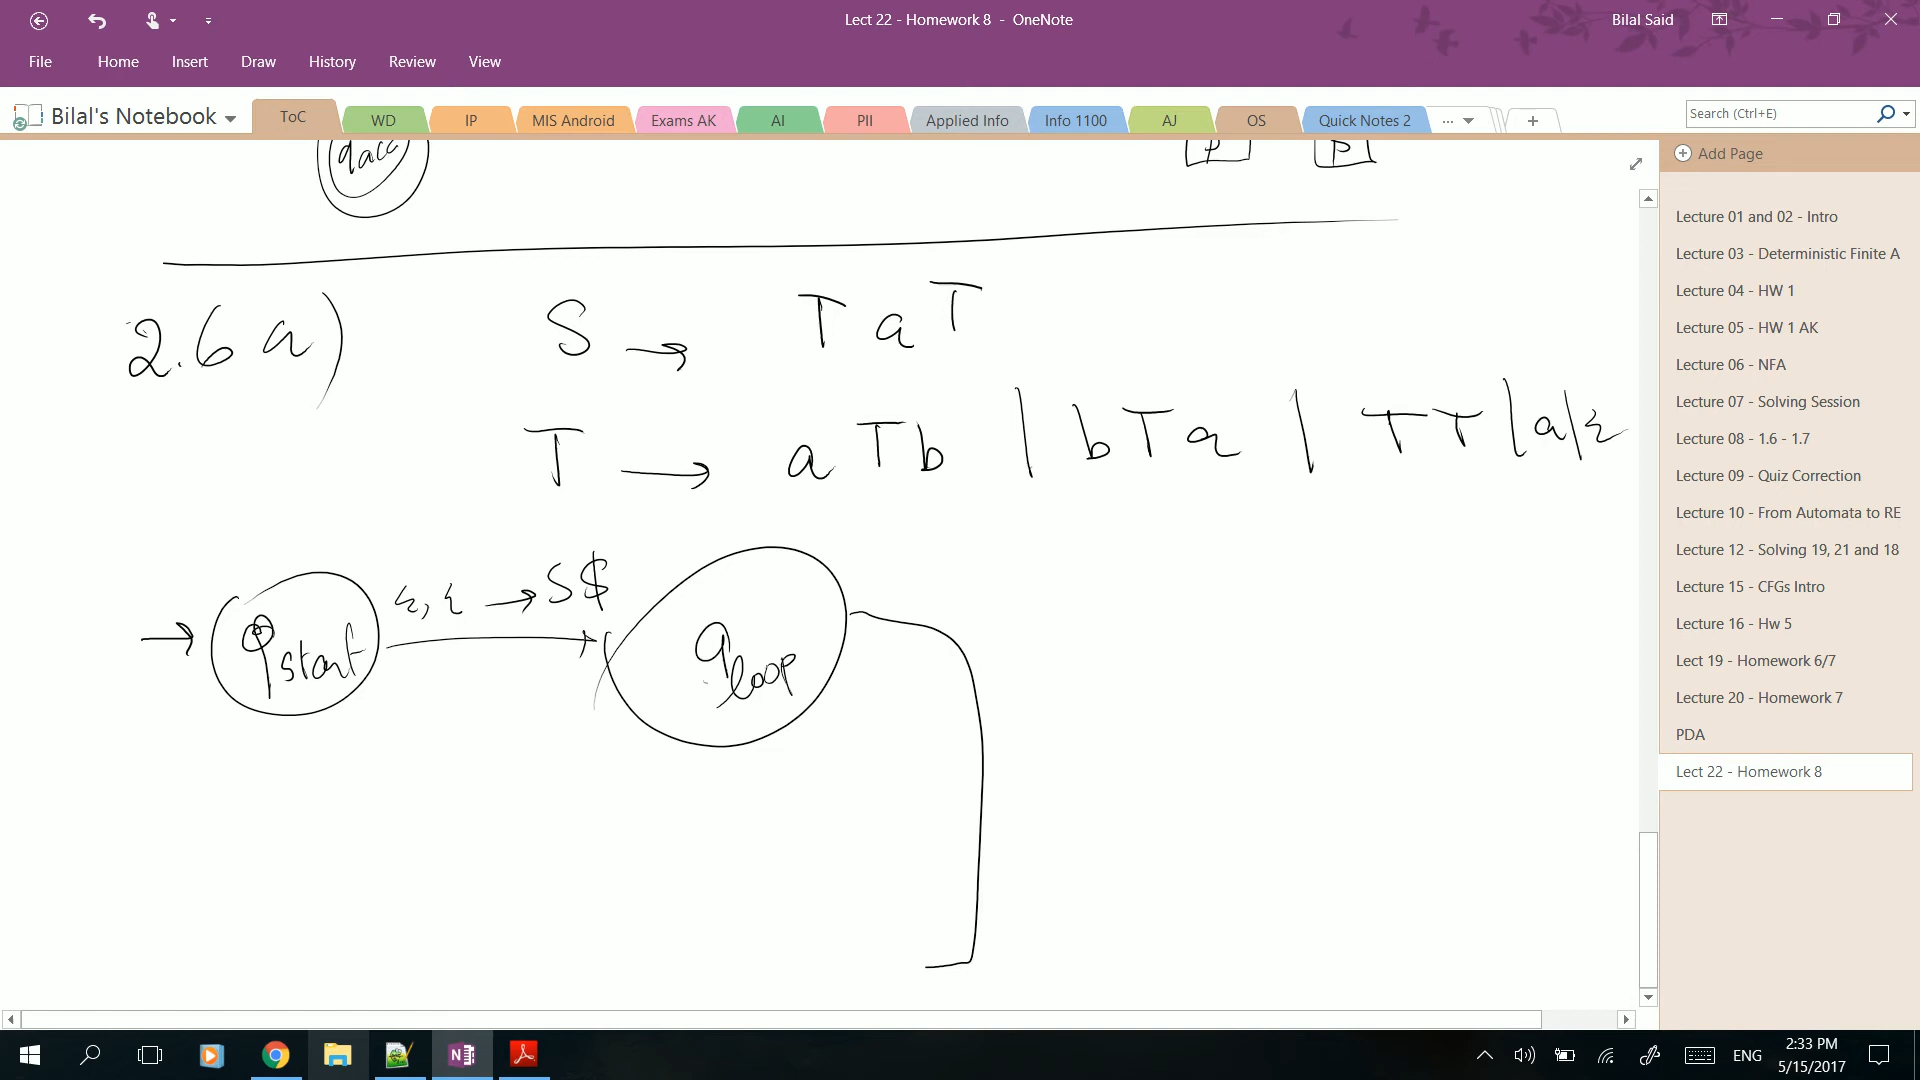 Lect 22 - Homework 8 - OneNote
Bilal Said
File Home Insert Draw History Review View
Bilal's Notebook
ToC WD IP MIS Android Exams AK AI PII Applied Info Info 1100 AJ OS Quick Notes 2 ... +
Search (Ctrl+E)
Add Page
Lecture 01 and 02 - Intro
Lecture 03 - Deterministic Finite A
Lecture 04 - HW 1
Lecture 05 - HW 1 AK
Lecture 06 - NFA
Lecture 07 - Solving Session
Lecture 08 - 1.6 - 1.7
Lecture 09 - Quiz Correction
Lecture 10 - From Automata to RE
Lecture 12 - Solving 19, 21 and 18
Lecture 15 - CFGs Intro
Lecture 16 - Hw 5
Lect 19 - Homework 6/7
Lecture 20 - Homework 7
PDA
Lect 22 - Homework 8
2.6 a) S → T a T
T → a T b | b T a | T T | a | ε
→ q start ε, ε → S$ q loop
ENG
2:33 PM
5/15/2017